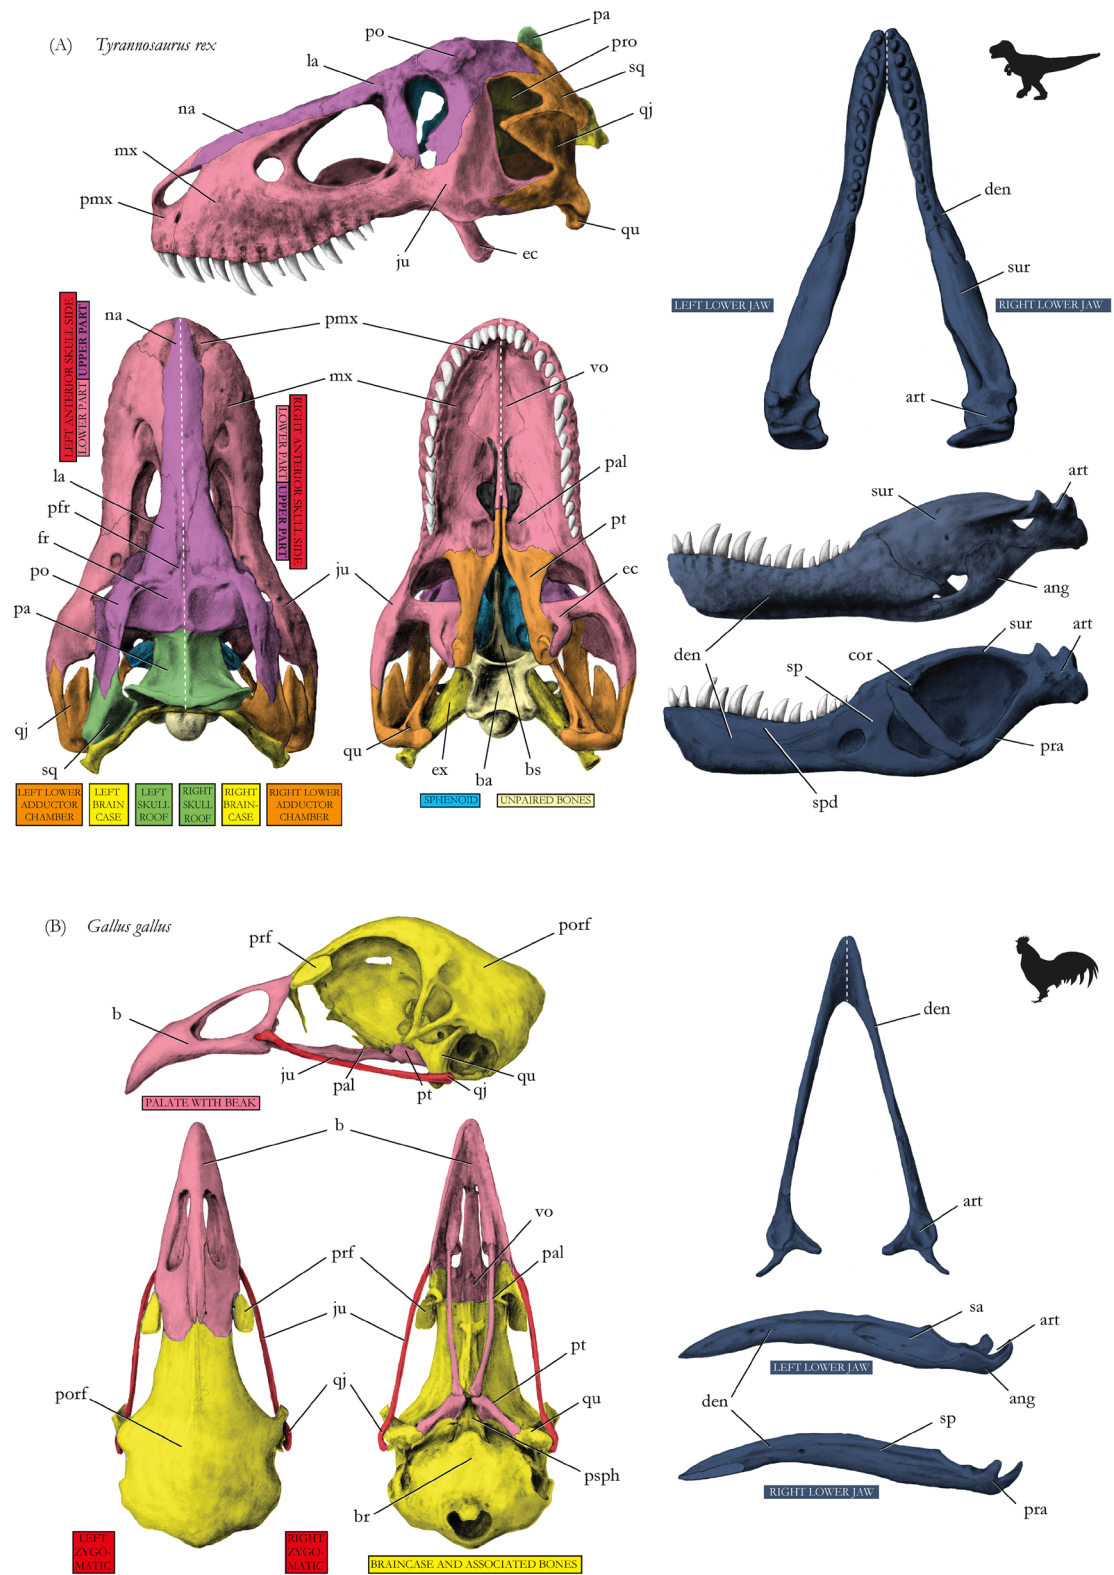 (A) Tyrannosaurus rex
pa
po
pro
la
sq
na
qj
mx
pmx
qu
ju
ec
den
sur
LEFT LOWER JAW
RIGHT LOWER JAW
art
LEFT ANTERIOR SKULL SIDE
LOWER PART UPPER PART
na
pmx
mx
vo
RIGHT ANTERIOR SKULL SIDE
LOWER PART UPPER PART
la
pfr
fr
po
pa
pal
pt
ju
ec
qj
sq
qu
ex
ba
bs
sur
art
ang
den
sur
art
cor
sp
pra
spd
LEFT LOWER
ADDUCTOR
CHAMBER
LEFT
BRAIN
CASE
LEFT
SKULL
ROOF
RIGHT
SKULL
ROOF
RIGHT
BRAIN-
CASE
RIGHT LOWER
ADDUCTOR
CHAMBER
SPHENOID
UNPAIRED BONES
(B) Gallus gallus
prf
porf
b
ju
pal
pt
qj
qu
PALATE WITH BEAK
den
art
b
vo
prf
pal
ju
pt
qj
qu
porf
psph
br
sa
art
LEFT LOWER JAW
ang
den
sp
RIGHT LOWER JAW
pra
LEFT
ZYGO-
MATIC
RIGHT
ZYGO-
MATIC
BRAINCASE AND ASSOCIATED BONES